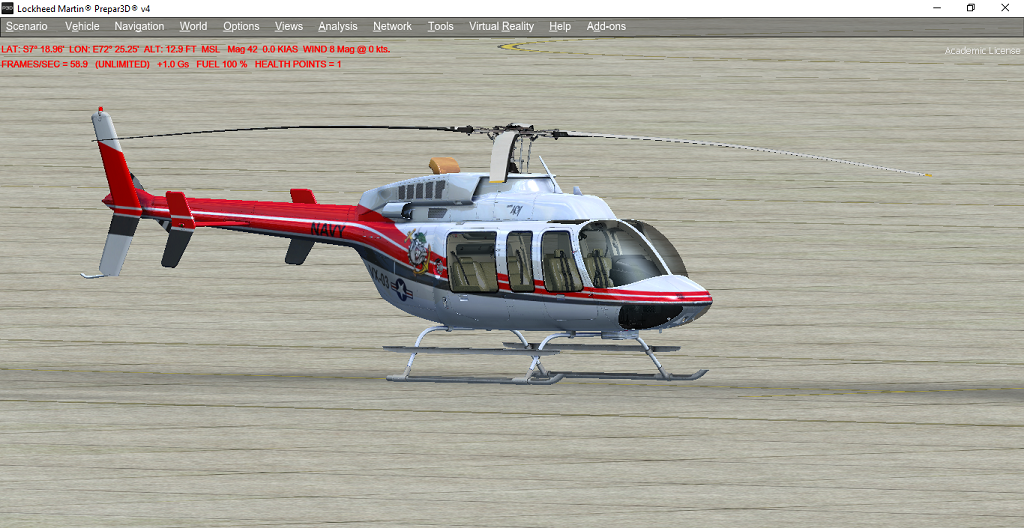 P3D Lockheed Martin® Prepar3D® v4
Scenario Vehicle Navigation World Options Views Analysis Network Tools Virtual Reality Help Add-ons
LAT: S7° 18.96' LON: E72° 25.25' ALT: 12.9 FT MSL Mag 42 0.0 KIAS WIND 8 Mag @ 0 kts.
Academic License
FRAMES/SEC = 58.9 (UNLIMITED) +1.0 Gs FUEL 100 % HEALTH POINTS = 1
NAVY